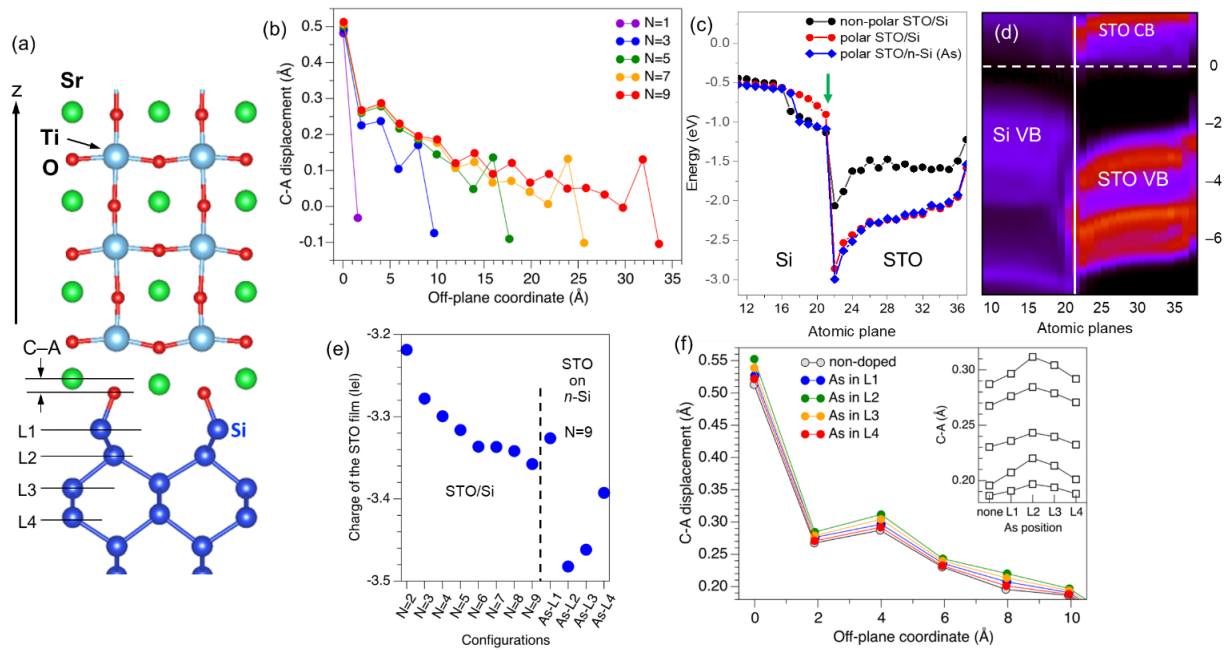 (a)
z
Sr
Ti
O
C–A
L1
L2
L3
L4
Si
(b)
C-A displacement (Å)
0.5
0.4
0.3
0.2
0.1
0.0
-0.1
N=1
N=3
N=5
N=7
N=9
0 5 10 15 20 25 30 35
Off-plane coordinate (Å)
(c)
non-polar STO/Si
polar STO/Si
polar STO/n-Si (As)
Energy (eV)
0.0
-0.5
-1.0
-1.5
-2.0
-2.5
-3.0
Si
STO
12 16 20 24 28 32 36
Atomic plane
(d)
STO CB
Si VB
STO VB
0
−2
−4
−6
10 15 20 25 30 35
Atomic planes
(e)
Charge of the STO film (lel)
-3.2
-3.3
-3.4
-3.5
STO
on
n-Si
N=9
STO/Si
N=2
N=3
N=4
N=5
N=6
N=7
N=8
N=9
As-L1
As-L2
As-L3
As-L4
Configurations
(f)
C-A displacement (Å)
0.55
0.50
0.45
0.40
0.35
0.30
0.25
0.20
non-doped
As in L1
As in L2
As in L3
As in L4
0 2 4 6 8 10
Off-plane coordinate (Å)
C-A (Å)
0.30
0.25
0.20
none L1 L2 L3 L4
As position